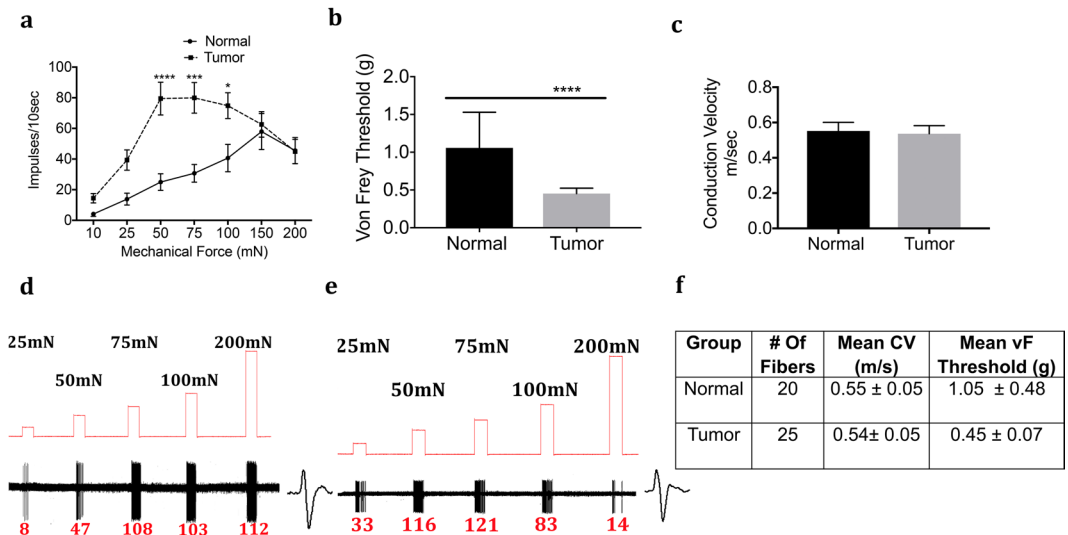 a
Normal
Tumor
Impulses/10sec
100
80
60
40
20
0
****
***
*
10 25 50 75 100 150 200
Mechanical Force (mN)
b
Von Frey Threshold (g)
2.0
1.5
1.0
0.5
0.0
****
Normal Tumor
c
Conduction Velocity
m/sec
0.8
0.6
0.4
0.2
0.0
Normal Tumor
d
25mN
50mN
75mN
100mN
200mN
8 47 108 103 112
e
25mN
50mN
75mN
100mN
200mN
33 116 121 83 14
f
Group # Of Fibers Mean CV (m/s) Mean vF Threshold (g)
Normal 20 0.55 ± 0.05 1.05 ± 0.48
Tumor 25 0.54± 0.05 0.45 ± 0.07